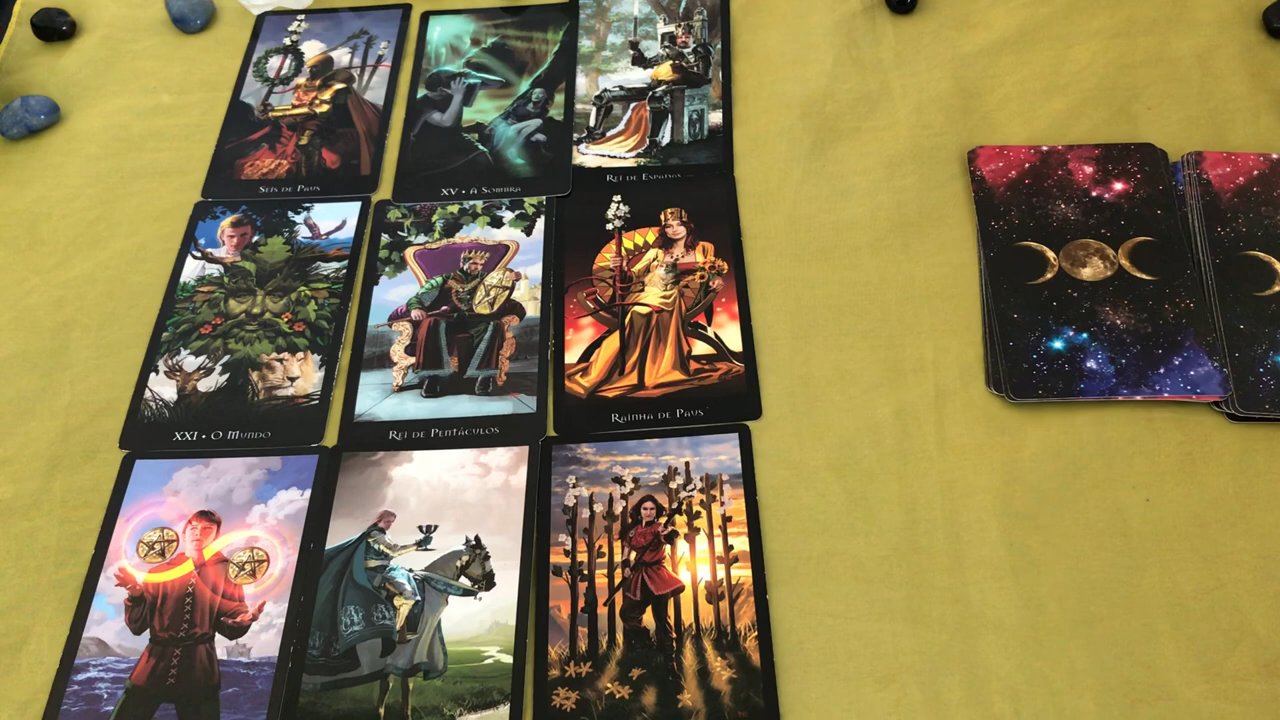 Seis de Paus
XV • A Sombra
Rei de Espadas
XXI • O Mundo
Rei de Pentáculos
Rainha de Paus